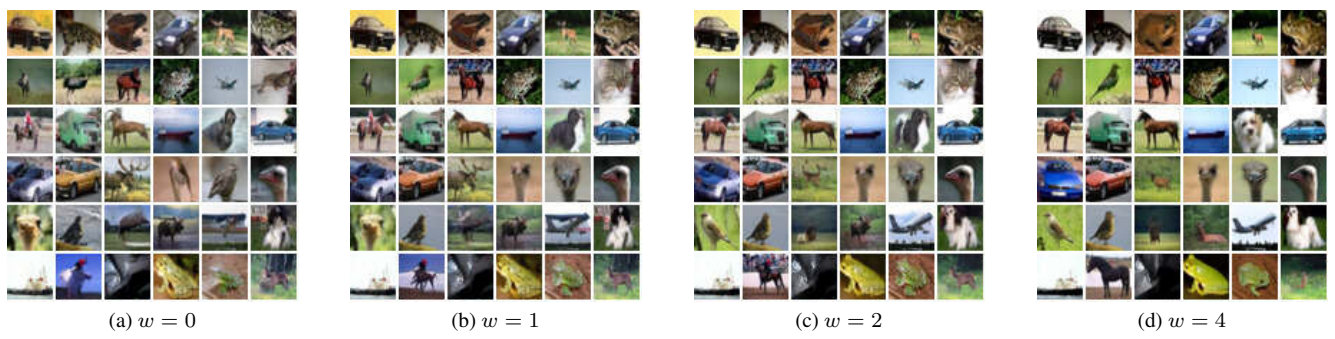 (a) w = 0
(b) w = 1
(c) w = 2
(d) w = 4